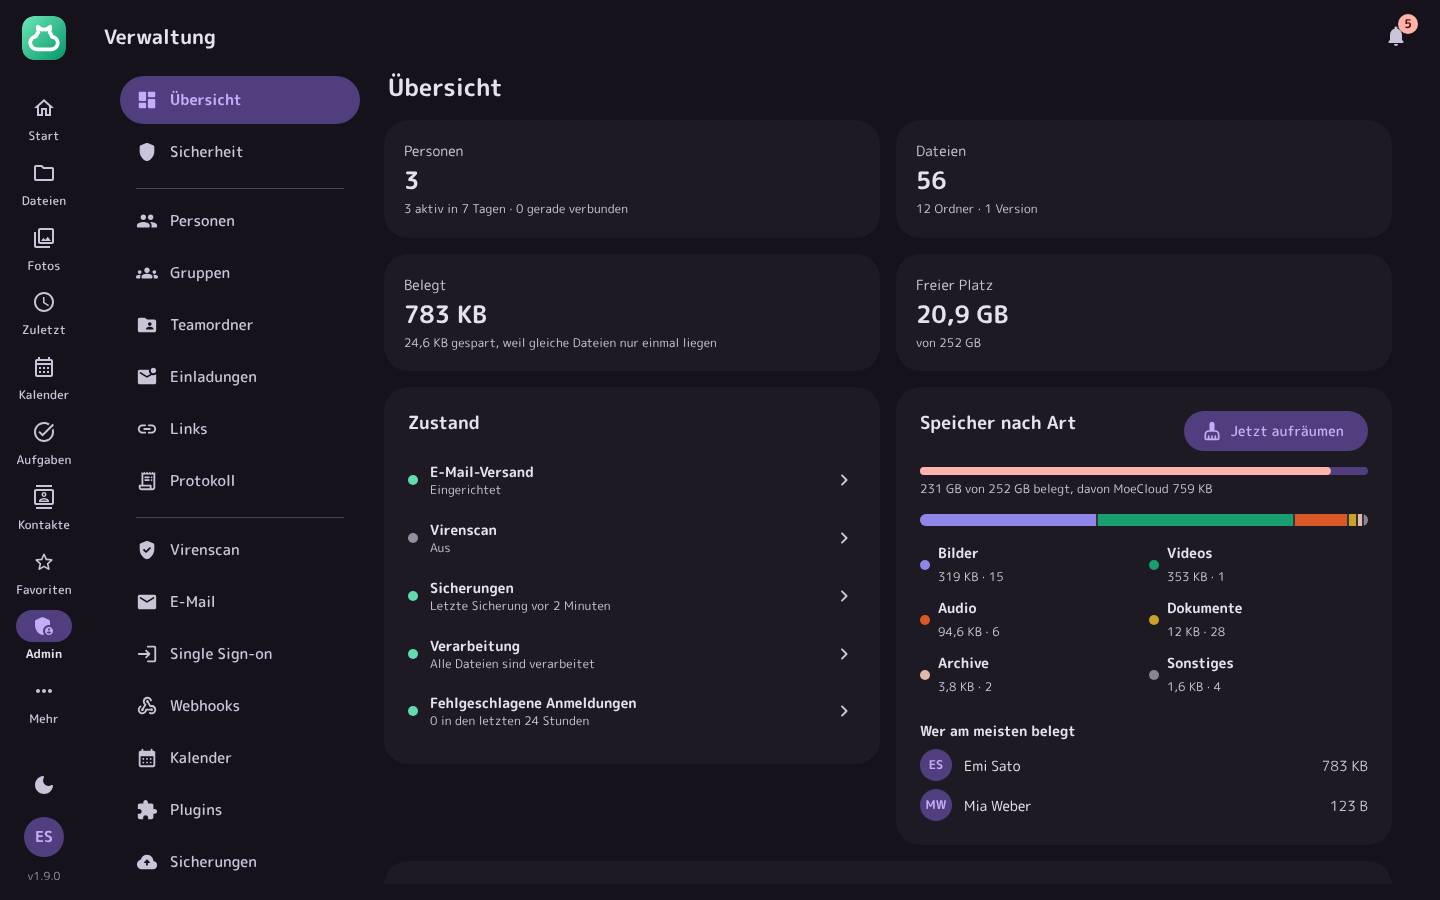 Verwaltung
5
Start
Dateien
Fotos
Zuletzt
Kalender
Aufgaben
Kontakte
Favoriten
Admin
Mehr
ES
v1.9.0
Übersicht
Sicherheit
Personen
Gruppen
Teamordner
Einladungen
Links
Protokoll
Virenscan
E-Mail
Single Sign-on
Webhooks
Kalender
Plugins
Sicherungen
Übersicht
Personen
3
3 aktiv in 7 Tagen · 0 gerade verbunden
Dateien
56
12 Ordner · 1 Version
Belegt
783 KB
24,6 KB gespart, weil gleiche Dateien nur einmal liegen
Freier Platz
20,9 GB
von 252 GB
Zustand
E-Mail-Versand
Eingerichtet
Virenscan
Aus
Sicherungen
Letzte Sicherung vor 2 Minuten
Verarbeitung
Alle Dateien sind verarbeitet
Fehlgeschlagene Anmeldungen
0 in den letzten 24 Stunden
Speicher nach Art
Jetzt aufräumen
231 GB von 252 GB belegt, davon MoeCloud 759 KB
Bilder
319 KB · 15
Videos
353 KB · 1
Audio
94,6 KB · 6
Dokumente
12 KB · 28
Archive
3,8 KB · 2
Sonstiges
1,6 KB · 4
Wer am meisten belegt
ES Emi Sato 783 KB
MW Mia Weber 123 B